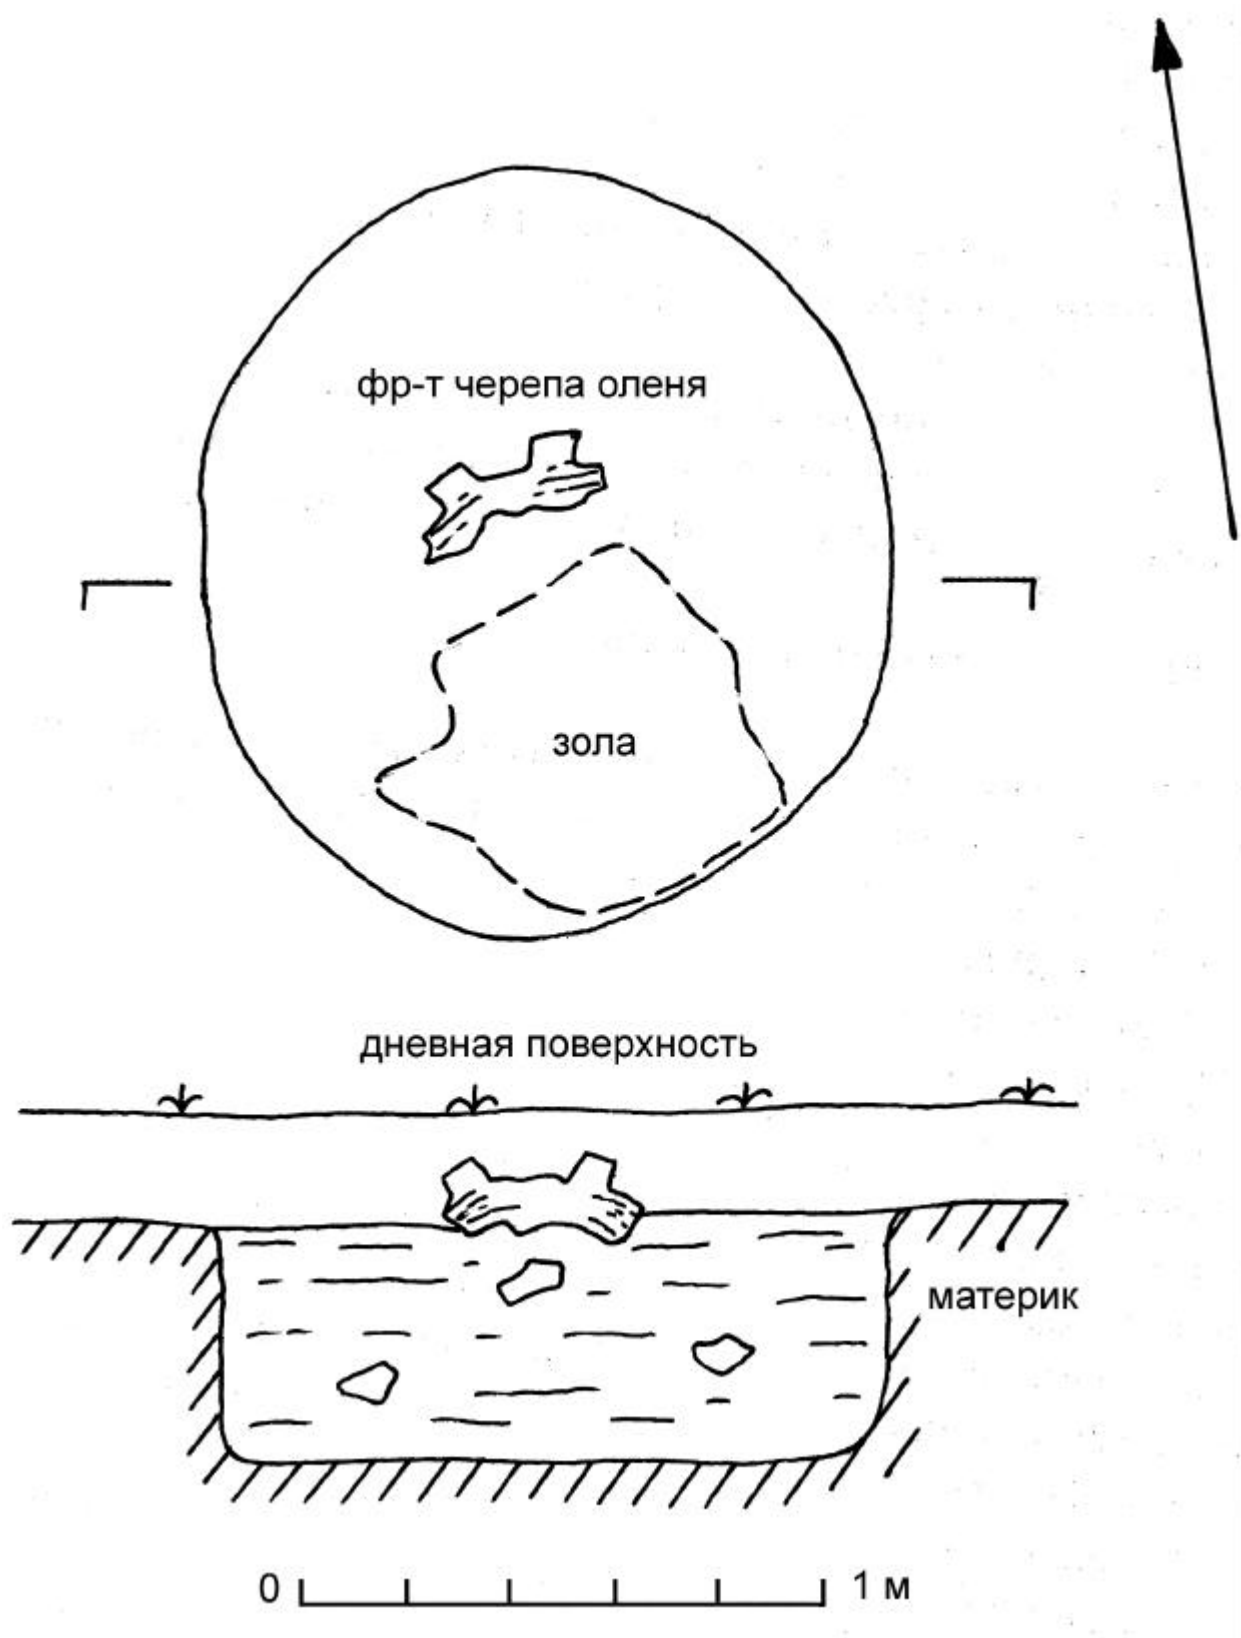 фр-т черепа оленя
зола
дневная поверхность
материк
0 1 м